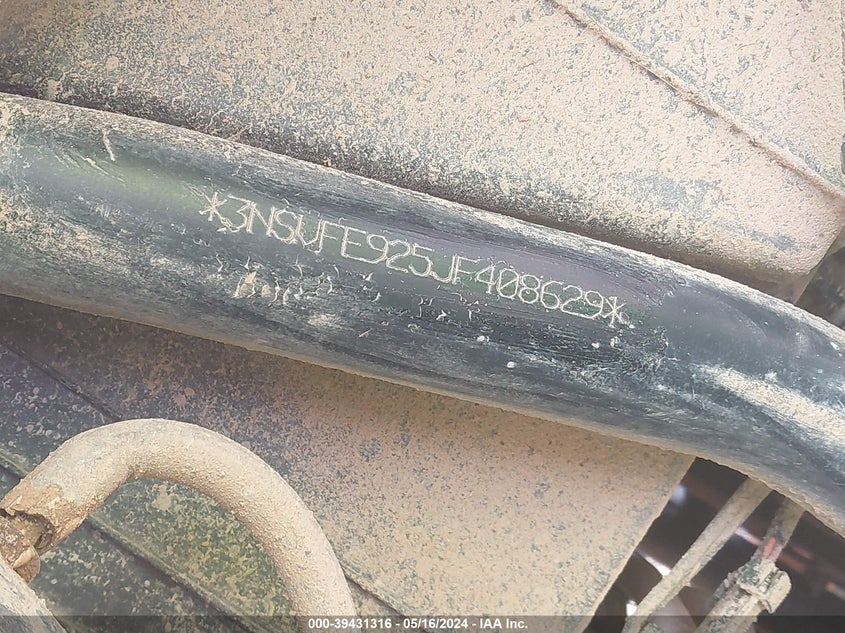 *3NSVFE925JF408629*
000-39431316 - 05/16/2024 - IAA Inc.